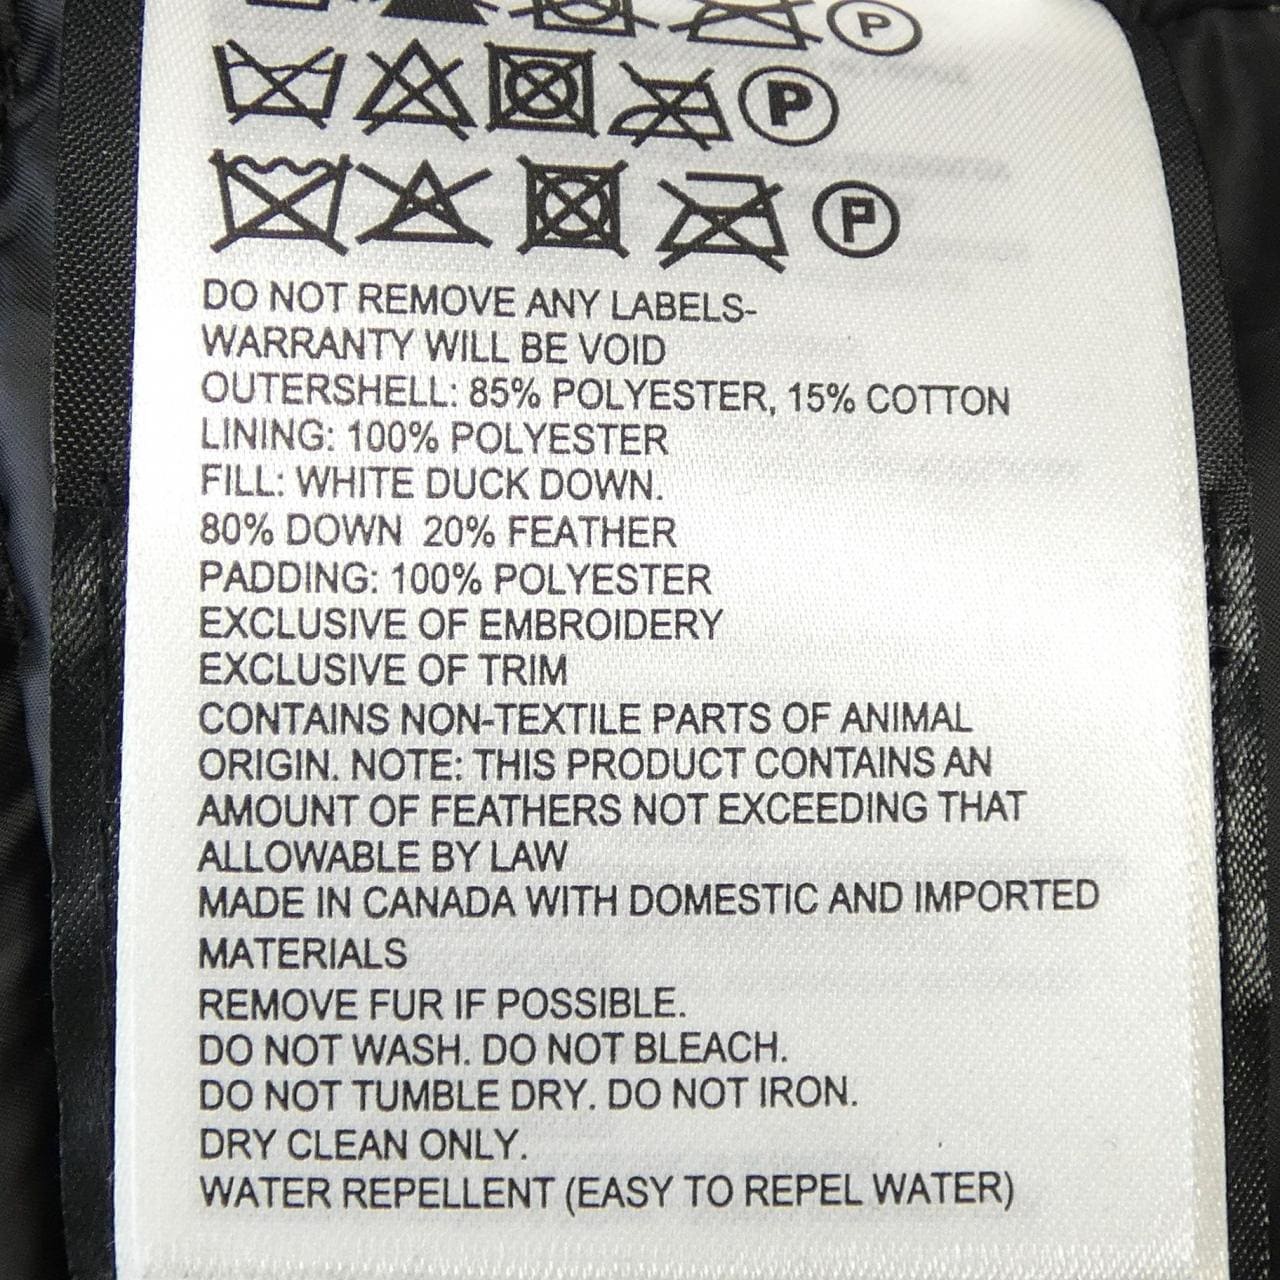 P
P
P
DO NOT REMOVE ANY LABELS-
WARRANTY WILL BE VOID
OUTERSHELL: 85% POLYESTER, 15% COTTON
LINING: 100% POLYESTER
FILL: WHITE DUCK DOWN.
80% DOWN 20% FEATHER
PADDING: 100% POLYESTER
EXCLUSIVE OF EMBROIDERY
EXCLUSIVE OF TRIM
CONTAINS NON-TEXTILE PARTS OF ANIMAL
ORIGIN. NOTE: THIS PRODUCT CONTAINS AN
AMOUNT OF FEATHERS NOT EXCEEDING THAT
ALLOWABLE BY LAW
MADE IN CANADA WITH DOMESTIC AND IMPORTED
MATERIALS
REMOVE FUR IF POSSIBLE.
DO NOT WASH. DO NOT BLEACH.
DO NOT TUMBLE DRY. DO NOT IRON.
DRY CLEAN ONLY.
WATER REPELLENT (EASY TO REPEL WATER)